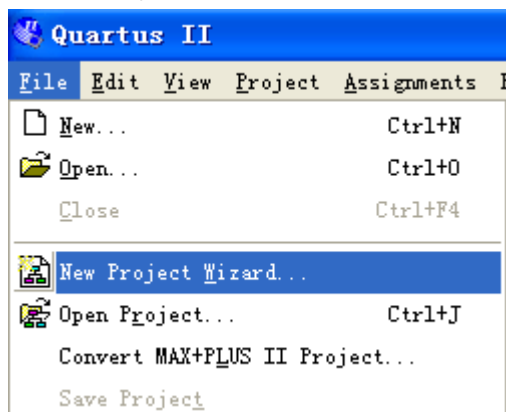 Quartus II
File Edit View Project Assignments
New... Ctrl+N
Open... Ctrl+O
Close Ctrl+F4
New Project Wizard...
Open Project... Ctrl+J
Convert MAX+PLUS II Project...
Save Project